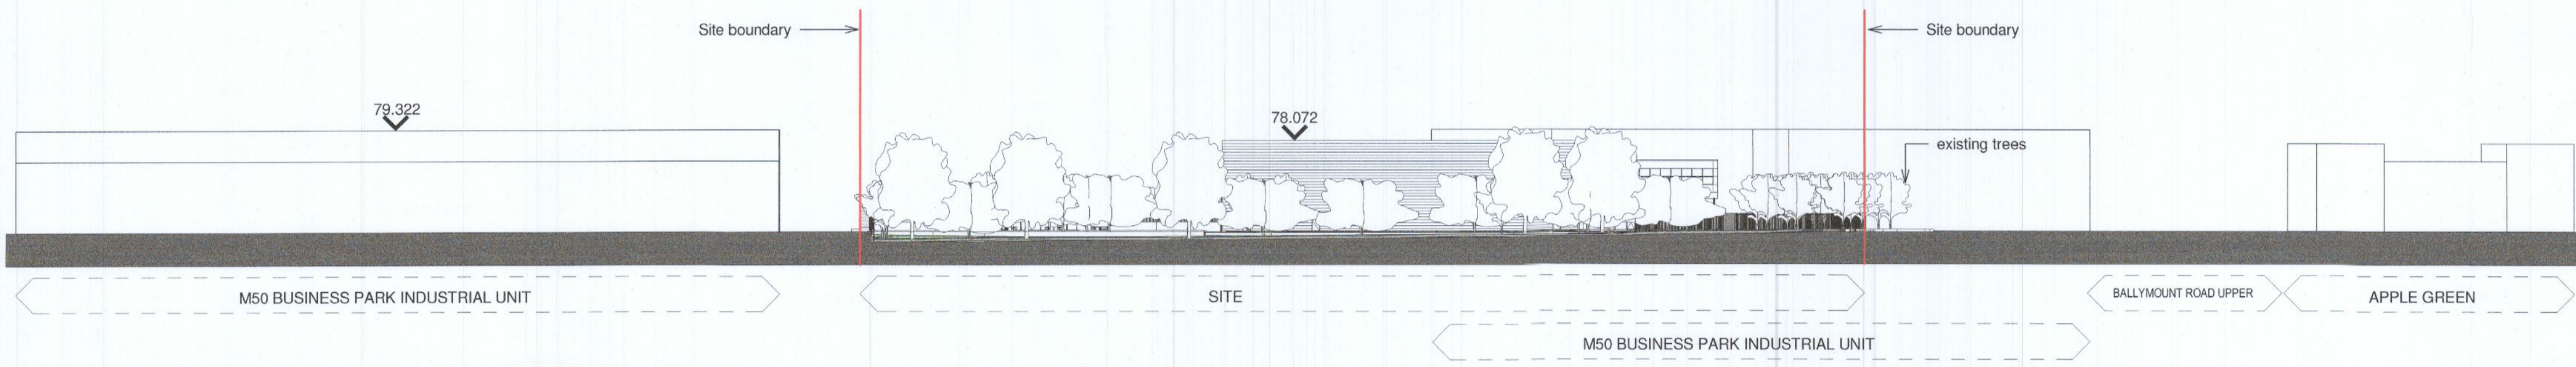 Site boundary
Site boundary
79.322
78.072
existing trees
M50 BUSINESS PARK INDUSTRIAL UNIT
SITE
BALLYMOUNT ROAD UPPER
APPLE GREEN
M50 BUSINESS PARK INDUSTRIAL UNIT